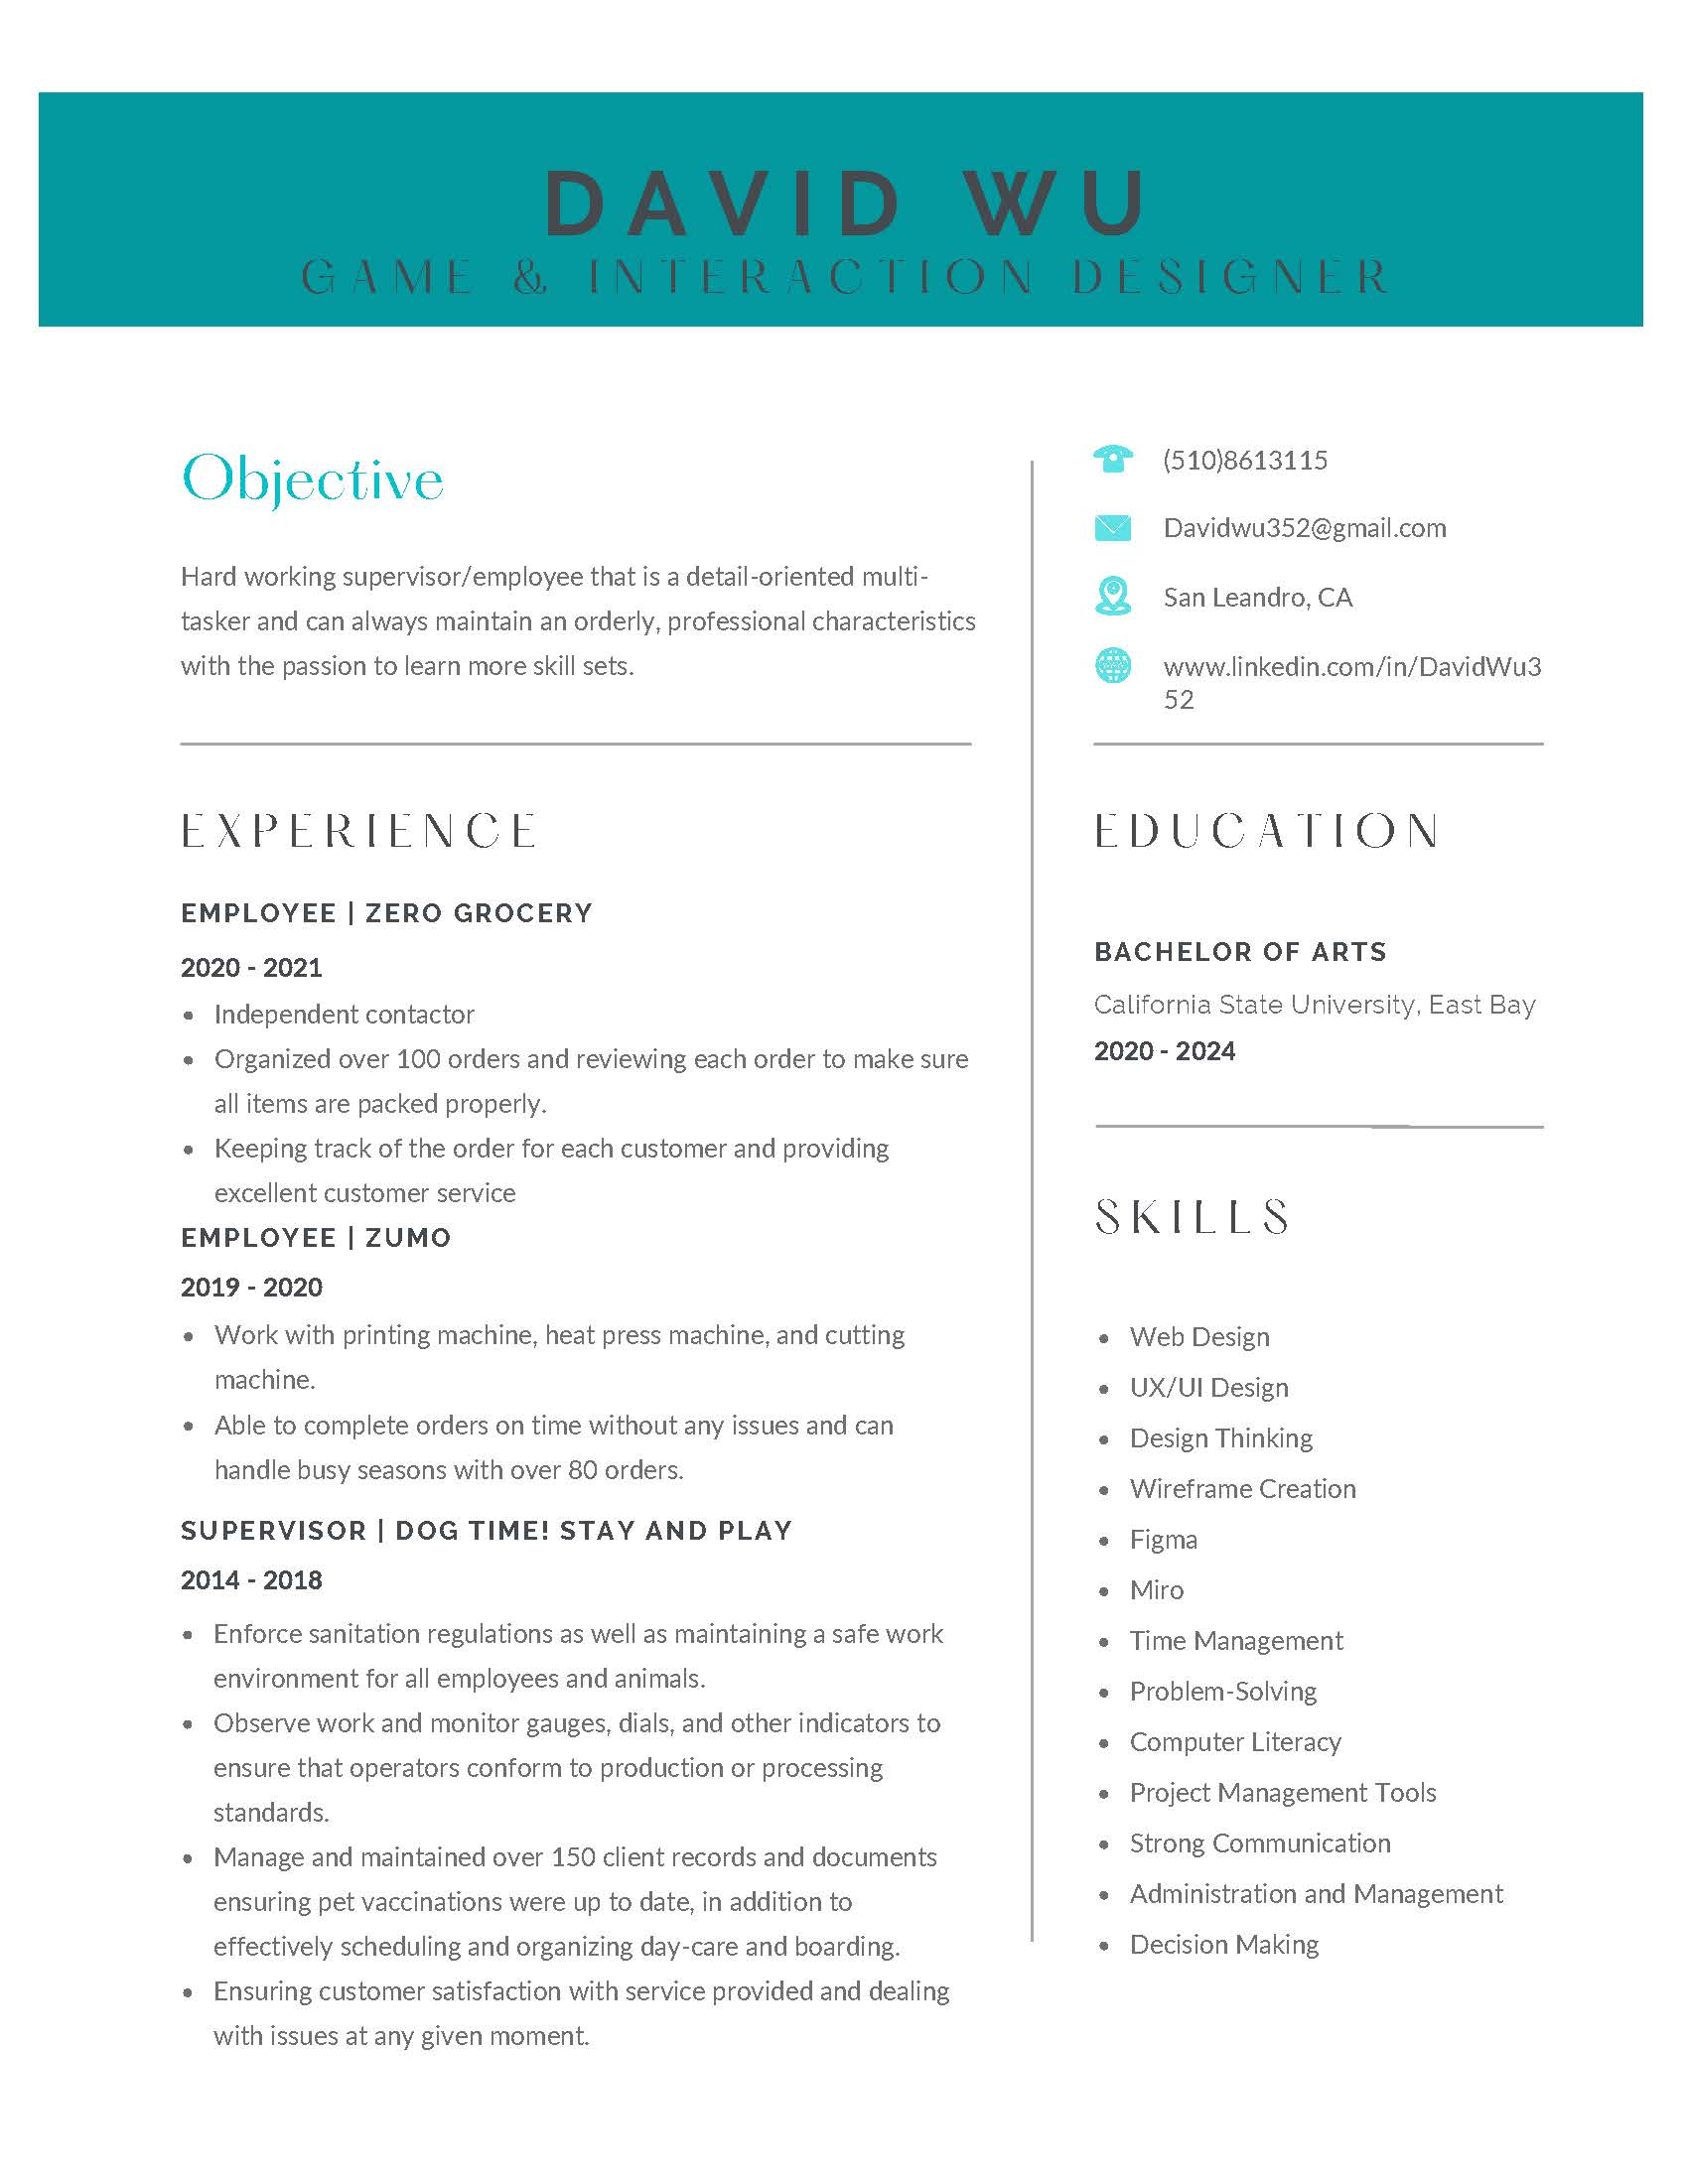 DAVID WU
GAME & INTERACTION DESIGNER
Objective
Hard working supervisor/employee that is a detail-oriented multi-
tasker and can always maintain an orderly, professional characteristics
with the passion to learn more skill sets.
EXPERIENCE
EMPLOYEE | ZERO GROCERY
2020 - 2021
• Independent contactor
• Organized over 100 orders and reviewing each order to make sure
all items are packed properly.
• Keeping track of the order for each customer and providing
excellent customer service
EMPLOYEE | ZUMO
2019 - 2020
• Work with printing machine, heat press machine, and cutting
machine.
• Able to complete orders on time without any issues and can
handle busy seasons with over 80 orders.
SUPERVISOR | DOG TIME! STAY AND PLAY
2014 - 2018
• Enforce sanitation regulations as well as maintaining a safe work
environment for all employees and animals.
• Observe work and monitor gauges, dials, and other indicators to
ensure that operators conform to production or processing
standards.
• Manage and maintained over 150 client records and documents
ensuring pet vaccinations were up to date, in addition to
effectively scheduling and organizing day-care and boarding.
• Ensuring customer satisfaction with service provided and dealing
with issues at any given moment.
(510)8613115
Davidwu352@gmail.com
San Leandro, CA
www.linkedin.com/in/DavidWu3
52
EDUCATION
BACHELOR OF ARTS
California State University, East Bay
2020 - 2024
SKILLS
• Web Design
• UX/UI Design
• Design Thinking
• Wireframe Creation
• Figma
• Miro
• Time Management
• Problem-Solving
• Computer Literacy
• Project Management Tools
• Strong Communication
• Administration and Management
• Decision Making